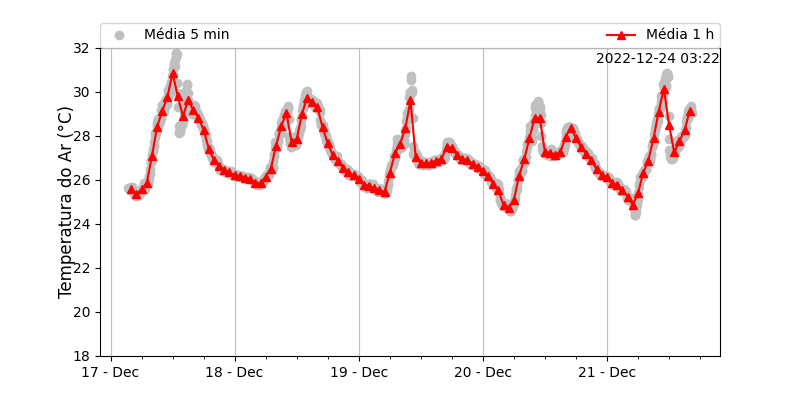 Média 5 min
Média 1 h
2022-12-24 03:22
Temperatura do Ar (°C)
32
30
28
26
24
22
20
18
17 - Dec
18 - Dec
19 - Dec
20 - Dec
21 - Dec